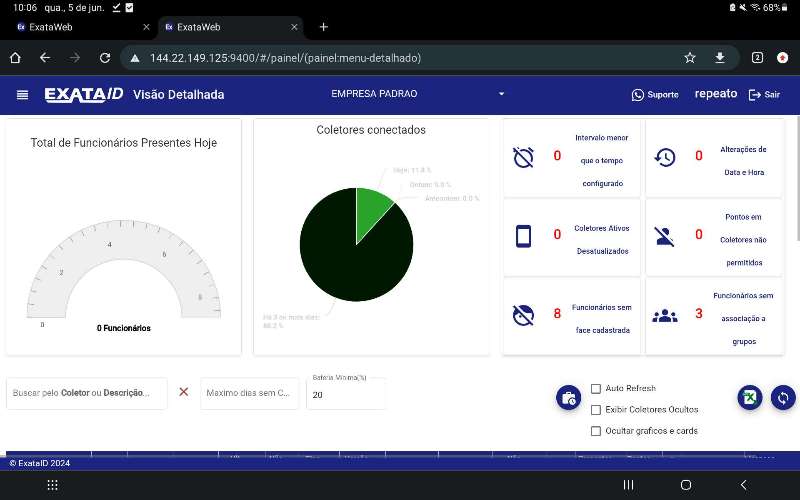 10:06 qua., 5 de jun. 68%
ExataWeb
ExataWeb
144.22.149.125:9400/#/painel/(painel:menu-detalhado)
2
EXATAID Visão Detalhada
EMPRESA PADRAO
Suporte
repeato
Sair
Total de Funcionários Presentes Hoje
0
2
4
6
8
0 Funcionários
Coletores conectados
Hoje: 11.8 %
Ontem: 0.0 %
Anteontem: 0.0 %
Há 3 ou mais dias:
88.2 %
0
Intervalo menor
que o tempo
configurado
0
Alterações de
Data e Hora
0
Coletores Ativos
Desatualizados
0
Pontos em
Coletores não
permitidos
8
Funcionários sem
face cadastrada
3
Funcionários sem
associação a
grupos
Buscar pelo Coletor ou Descrição...
Maximo dias sem C...
Bateria Mínima(%)
20
Auto Refresh
Exibir Coletores Ocultos
Ocultar graficos e cards
© ExataID 2024